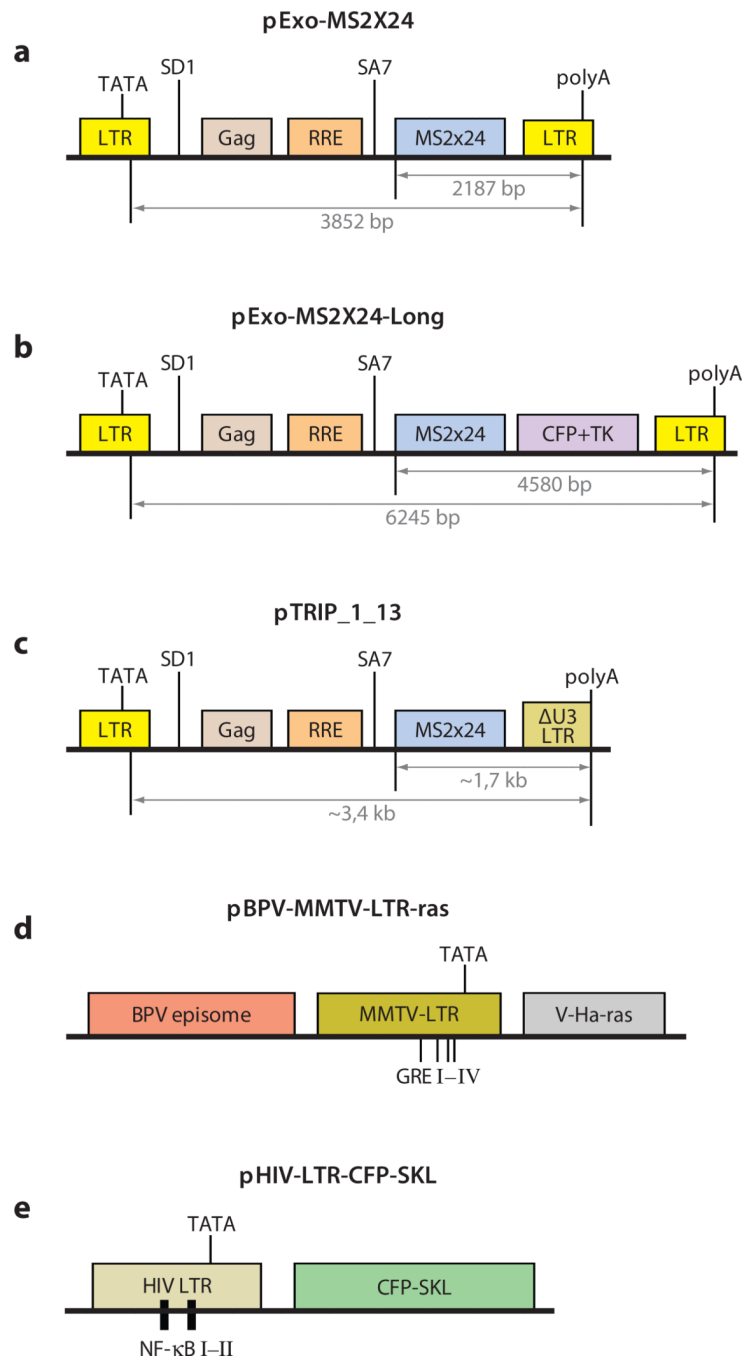 pExo-MS2X24
a
TATA SD1 SA7 polyA
LTR Gag RRE MS2x24 LTR
2187 bp
3852 bp
pExo-MS2X24-Long
b
TATA SD1 SA7 polyA
LTR Gag RRE MS2x24 CFP+TK LTR
4580 bp
6245 bp
pTRIP_1_13
c
TATA SD1 SA7 polyA
LTR Gag RRE MS2x24 ΔU3 LTR
~1,7 kb
~3,4 kb
pBPV-MMTV-LTR-ras
d
TATA
BPV episome MMTV-LTR V-Ha-ras
GRE I–IV
pHIV-LTR-CFP-SKL
e
TATA
HIV LTR CFP-SKL
NF-κB I–II